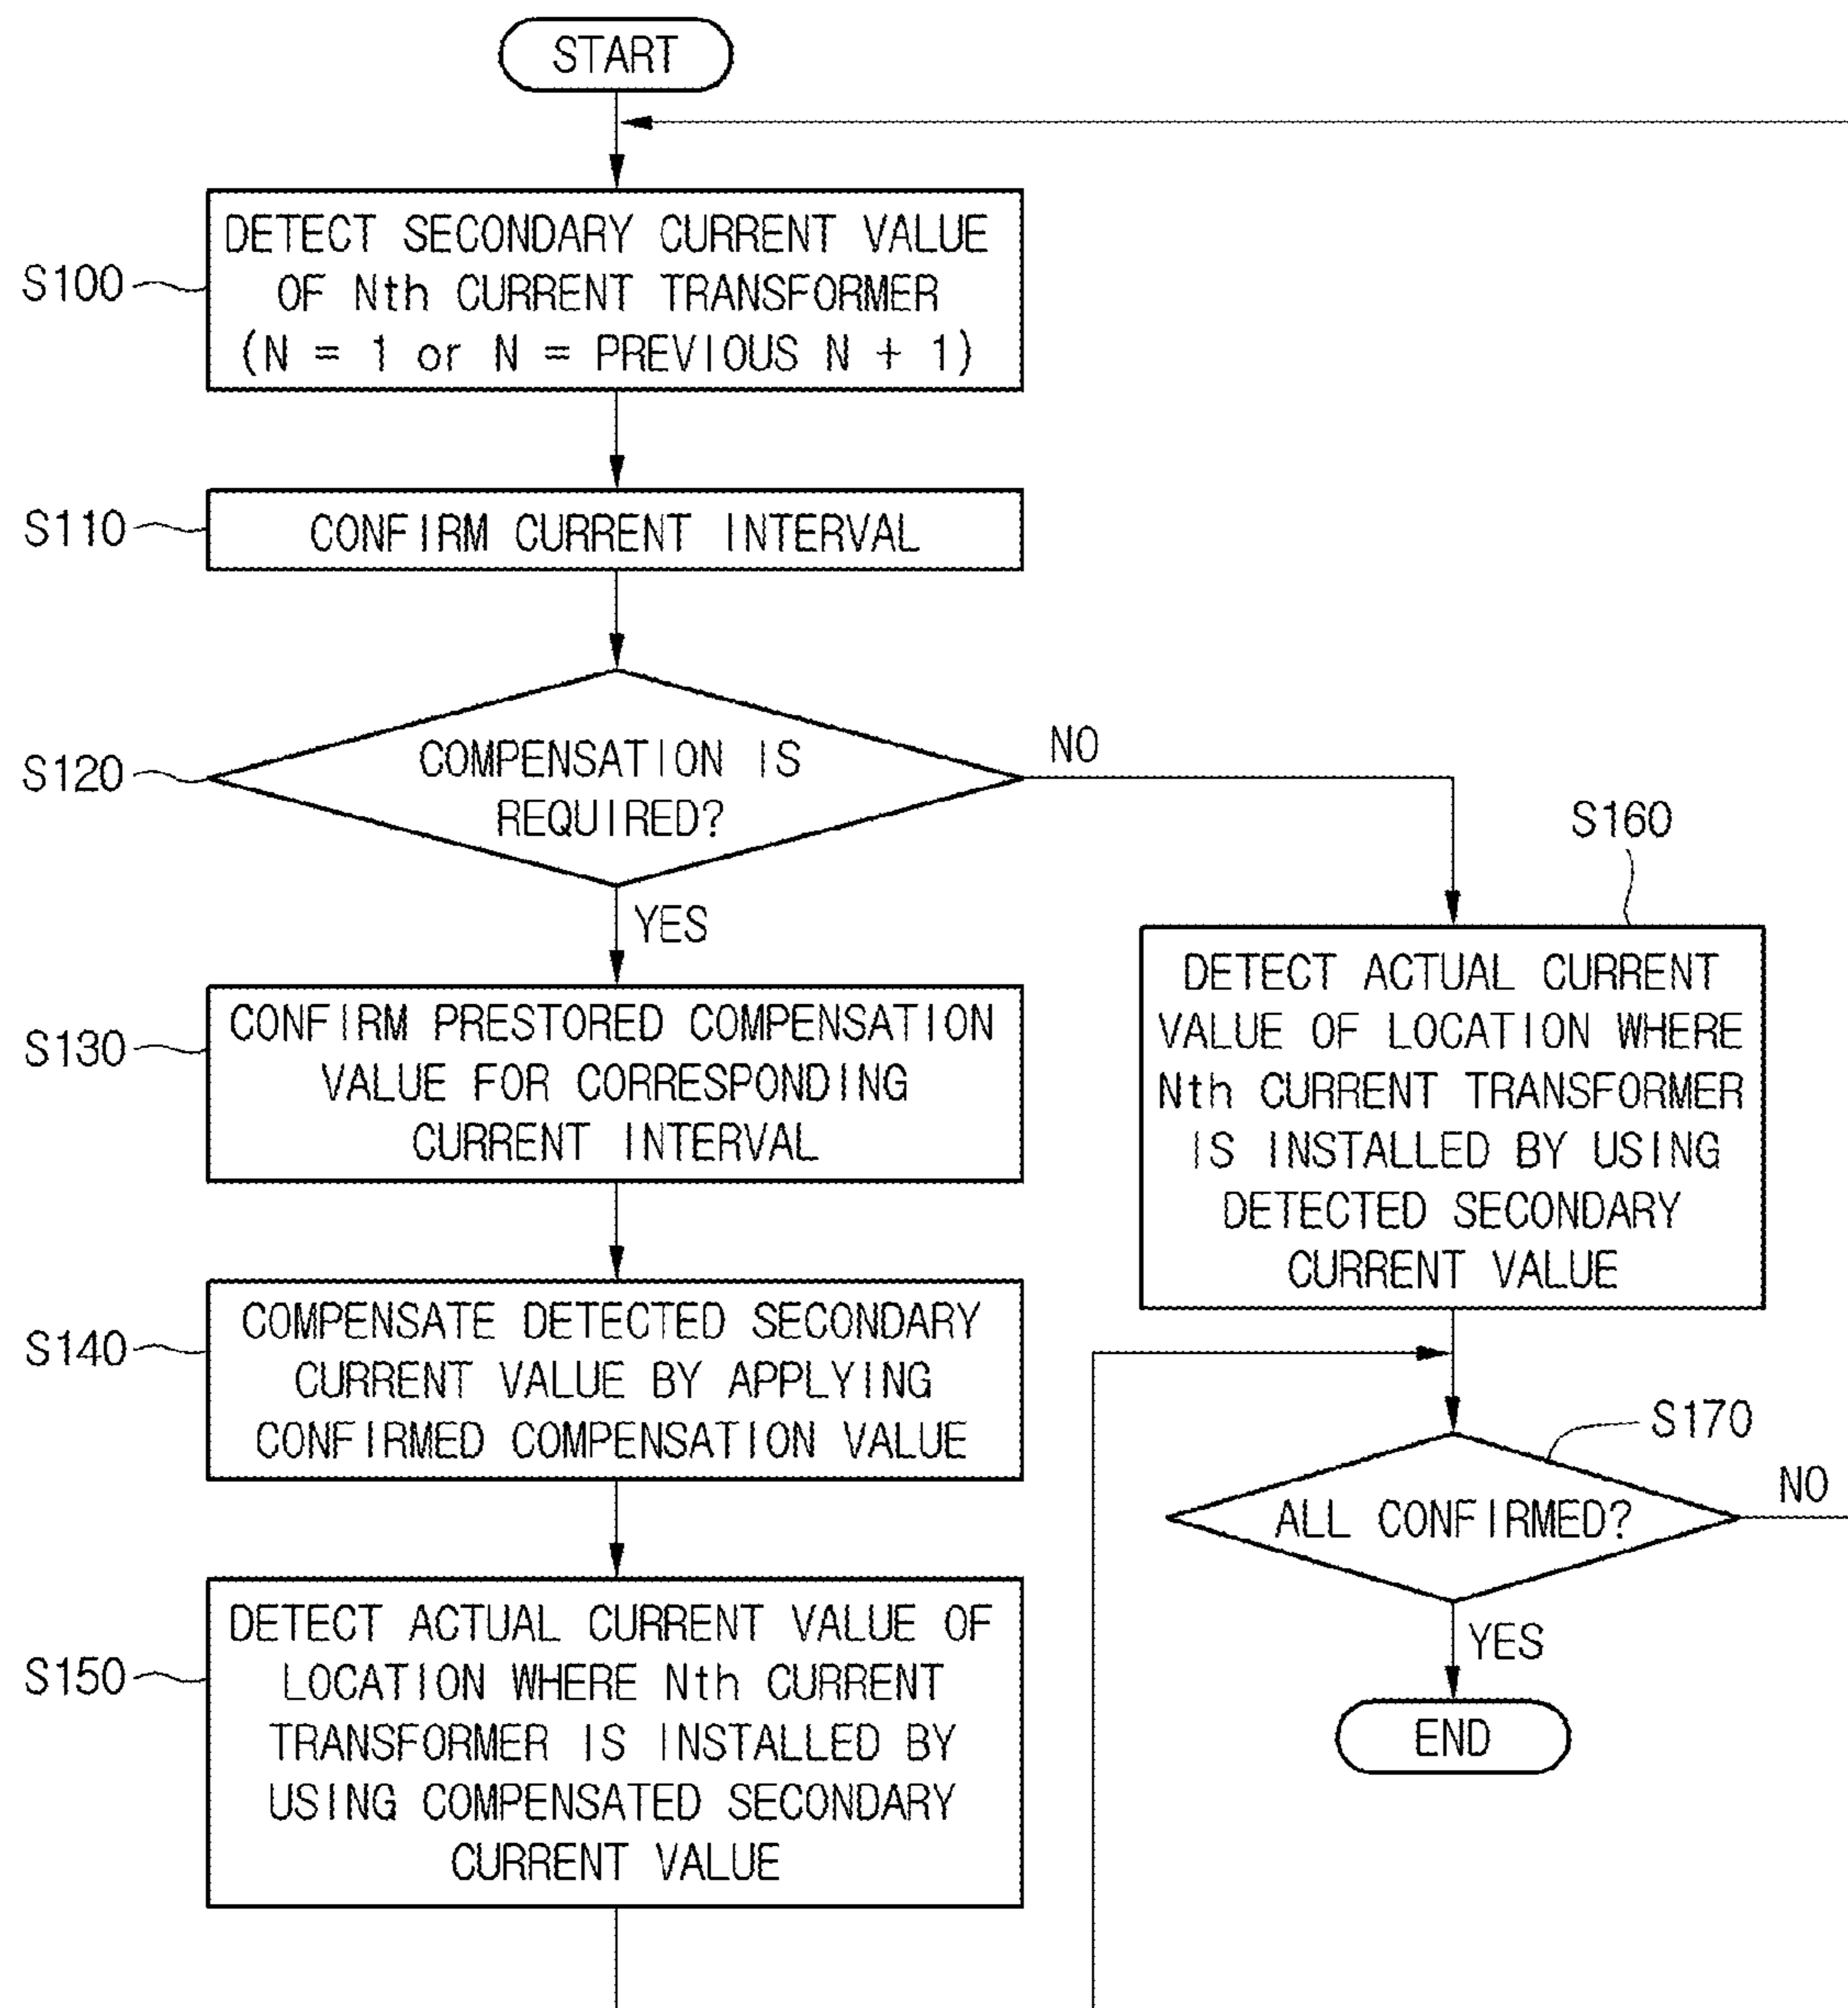 START
S100
DETECT SECONDARY CURRENT VALUE
OF Nth CURRENT TRANSFORMER
(N = 1 or N = PREVIOUS N + 1)
S110
CONFIRM CURRENT INTERVAL
S120
COMPENSATION IS
REQUIRED?
NO
YES
S130
CONFIRM PRESTORED COMPENSATION
VALUE FOR CORRESPONDING
CURRENT INTERVAL
S140
COMPENSATE DETECTED SECONDARY
CURRENT VALUE BY APPLYING
CONFIRMED COMPENSATION VALUE
S150
DETECT ACTUAL CURRENT VALUE OF
LOCATION WHERE Nth CURRENT
TRANSFORMER IS INSTALLED BY
USING COMPENSATED SECONDARY
CURRENT VALUE
S160
DETECT ACTUAL CURRENT
VALUE OF LOCATION WHERE
Nth CURRENT TRANSFORMER
IS INSTALLED BY USING
DETECTED SECONDARY
CURRENT VALUE
S170
ALL CONFIRMED?
NO
YES
END